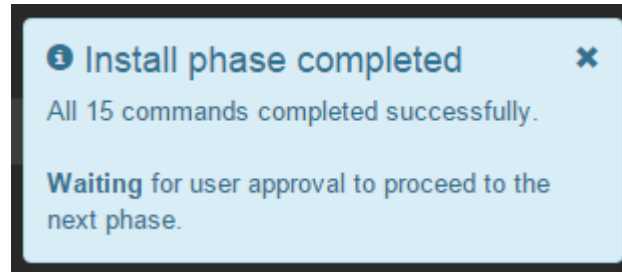 Install phase completed
All 15 commands completed successfully.
Waiting for user approval to proceed to the
next phase.